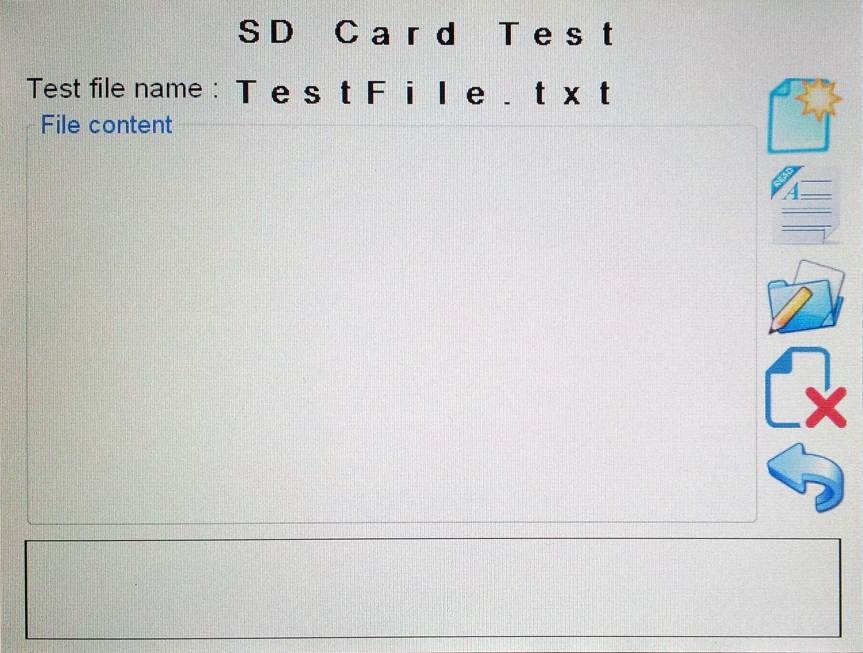 SD Card Test
Test file name : TestFile.txt
File content
READ
A